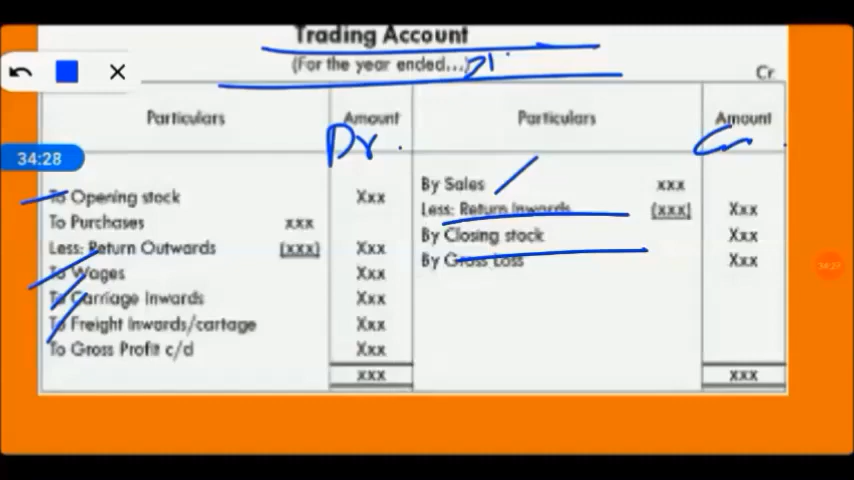 Trading Account
(For the year ended...)
Cr
Particulars Amount Particulars Amount
Dr.
34:28
To Opening stock Xxx
To Purchases xxx
Less: Return Outwards (xxx) Xxx
To Wages Xxx
To Carriage Inwards Xxx
To Freight Inwards/cartage Xxx
To Gross Profit c/d Xxx
xxx
By Sales xxx
Less: Return Inwards (xxx) Xxx
By Closing stock Xxx
By Gross Loss Xxx
xxx